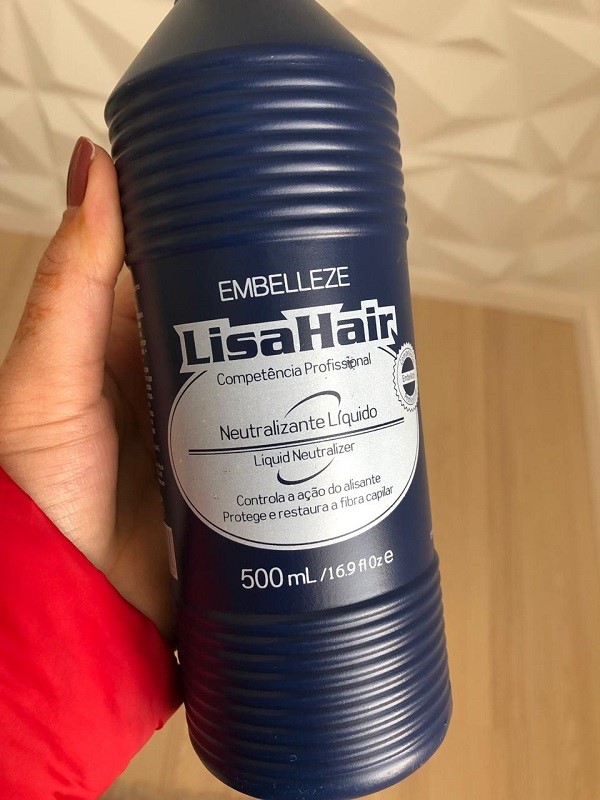 EMBELLEZE
LisaHair
Competência Profissional
Neutralizante Líquido
Liquid Neutralizer
Controla a ação do alisante
Protege e restaura a fibra capilar
500 mL /16.9 fl Oz e